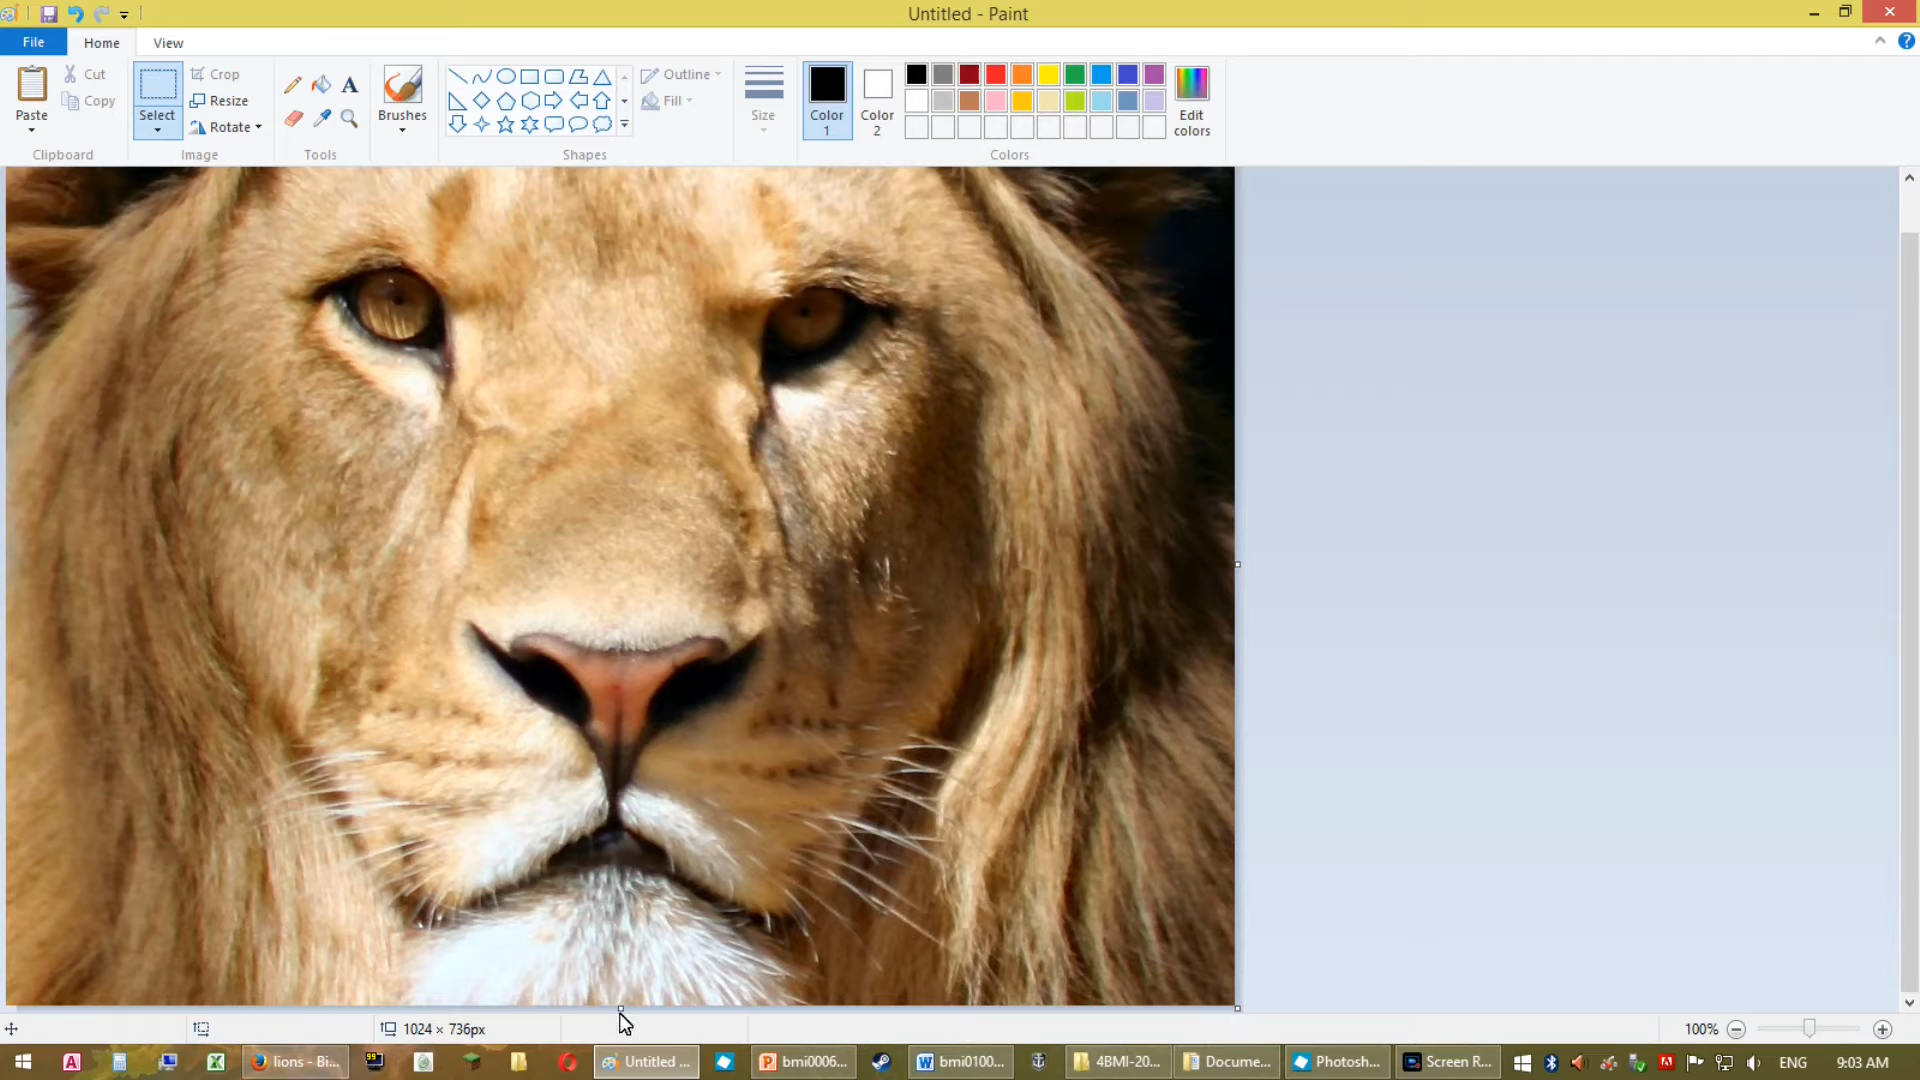 Untitled - Paint
File
Home
View
Paste
Cut
Copy
Clipboard
Select
Crop
Resize
Rotate
Image
A
Tools
Brushes
Outline
Fill
Shapes
Size
Color 1
Color 2
Edit colors
Colors
1024 × 736px
100%
lions - Bi...
99
Untitled ...
bmi0006...
bmi0100...
4BMI-20...
Docume...
Photosh...
Screen R...
ENG
9:03 AM